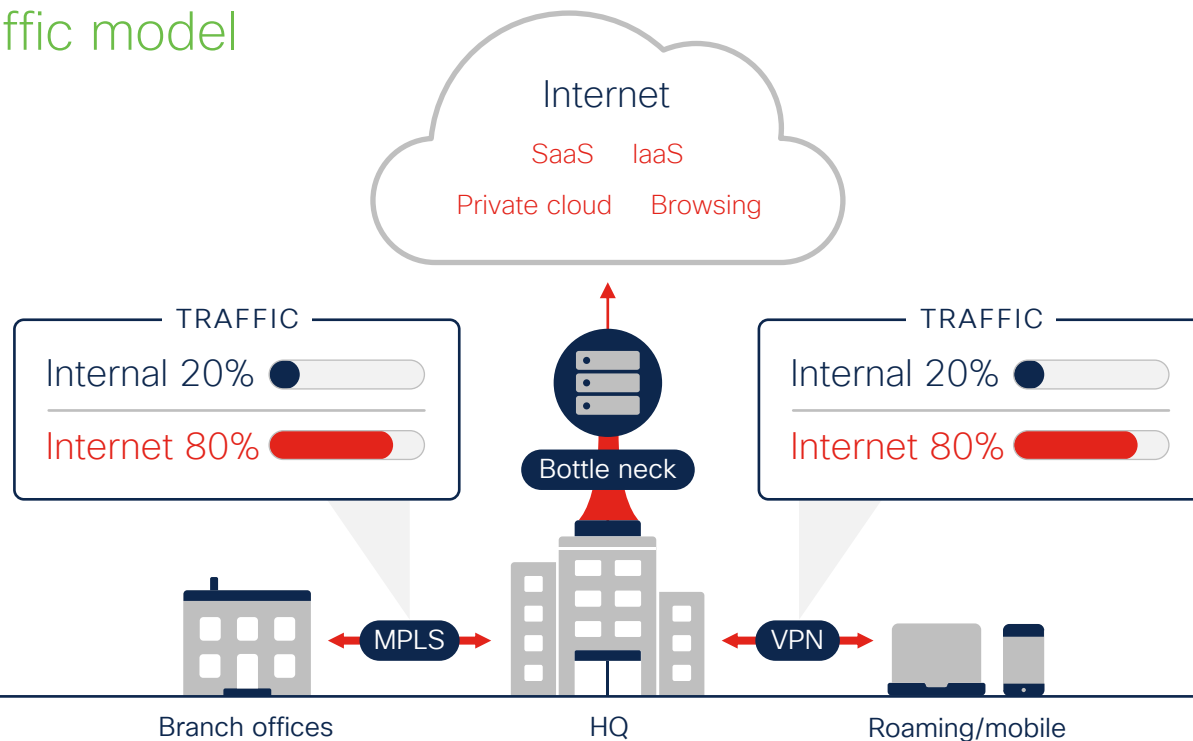 ffic model
Internet
SaaS IaaS
Private cloud Browsing
TRAFFIC
Internal 20%
Internet 80%
TRAFFIC
Internal 20%
Internet 80%
Bottle neck
MPLS
VPN
Branch offices
HQ
Roaming/mobile